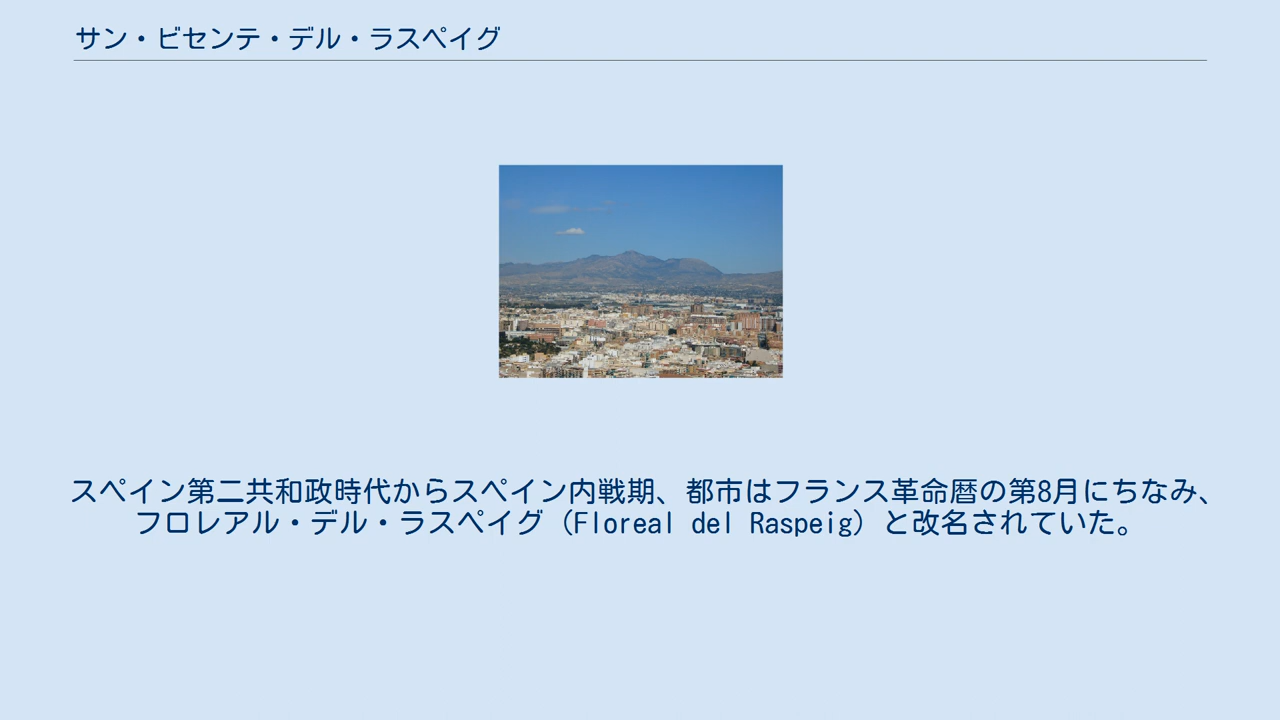 サン・ビセンテ・デル・ラスペイグ
スペイン第二共和政時代からスペイン内戦期、都市はフランス革命暦の第8月にちなみ、
フロレアル・デル・ラスペイグ（Floreal del Raspeig）と改名されていた。